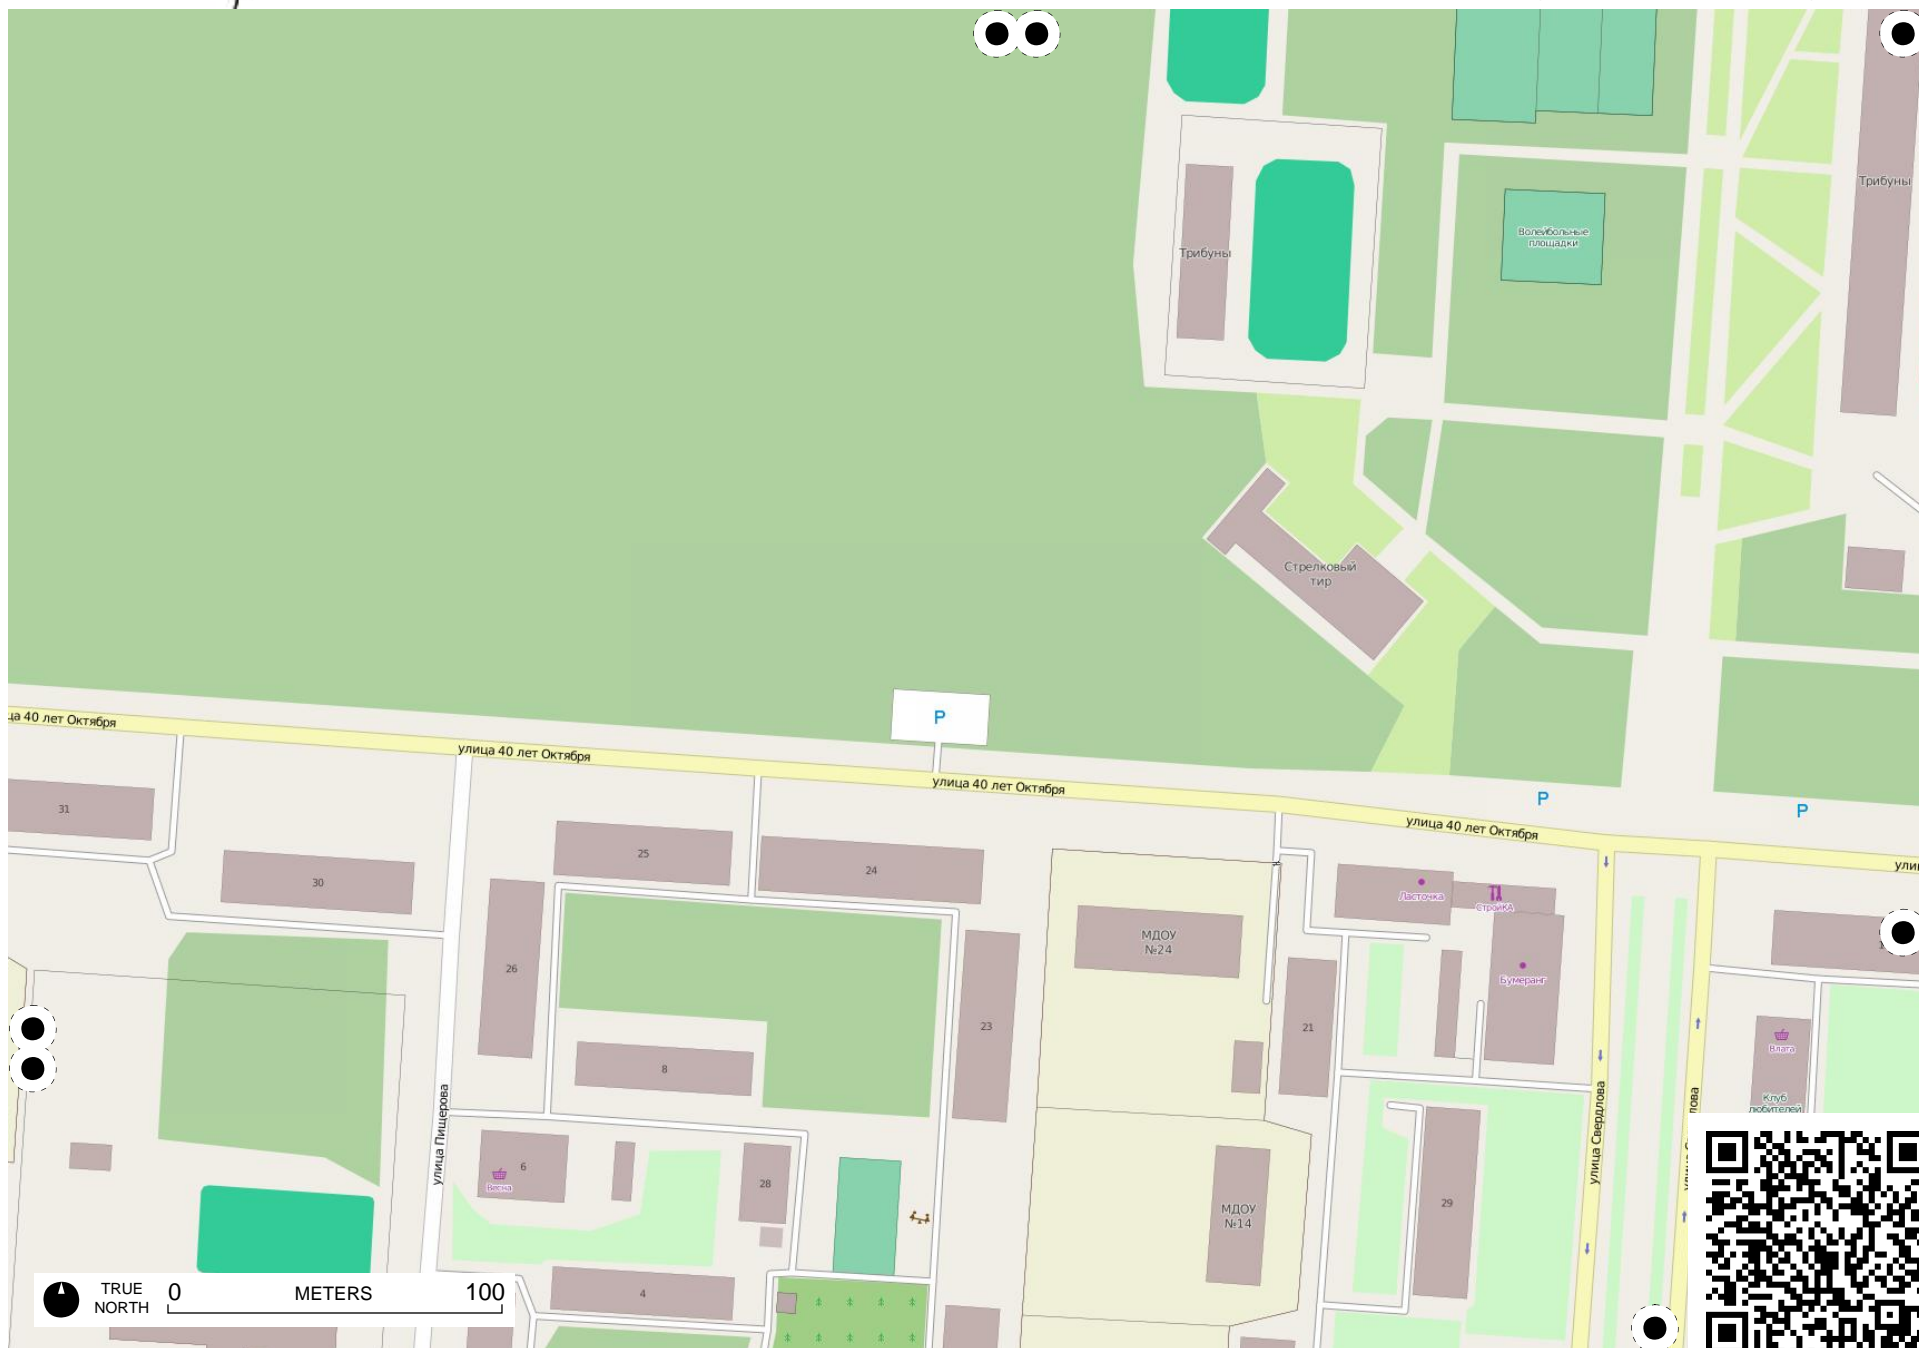 Трибуны
Волейбольные
площадки
Трибуны
Стрелковый
тир
P
40 лет Октября
улица 40 лет Октября
улица 40 лет Октября
P
P
улица 40 лет Октября
31
25
24
30
Ласточка
СтройКА
МДОУ
№24
26
Бумеранг
23
21
8
Влата
Клуб
любителей
улица Пищерова
улица Свердлова
6
Весна
28
29
МДОУ
№14
4
TRUE
NORTH
0
METERS
100